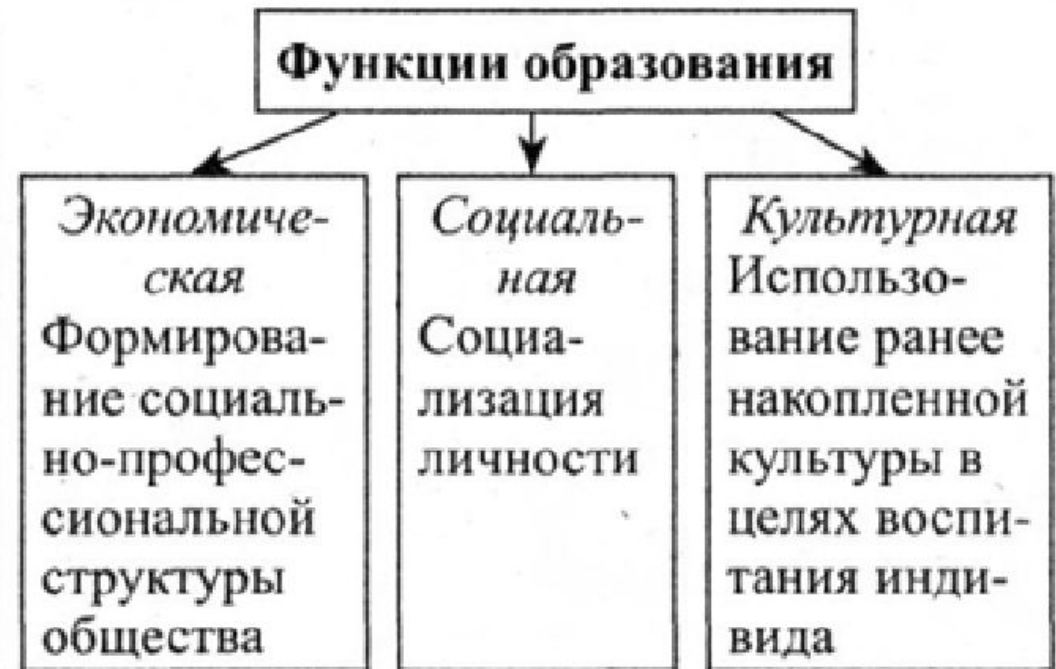 Функции образования
Экономиче-
ская
Формирова-
ние социаль-
но-профес-
сиональной
структуры
общества
Социаль-
ная
Социа-
лизация
личности
Культурная
Использо-
вание ранее
накопленной
культуры в
целях воспи-
тания инди-
вида